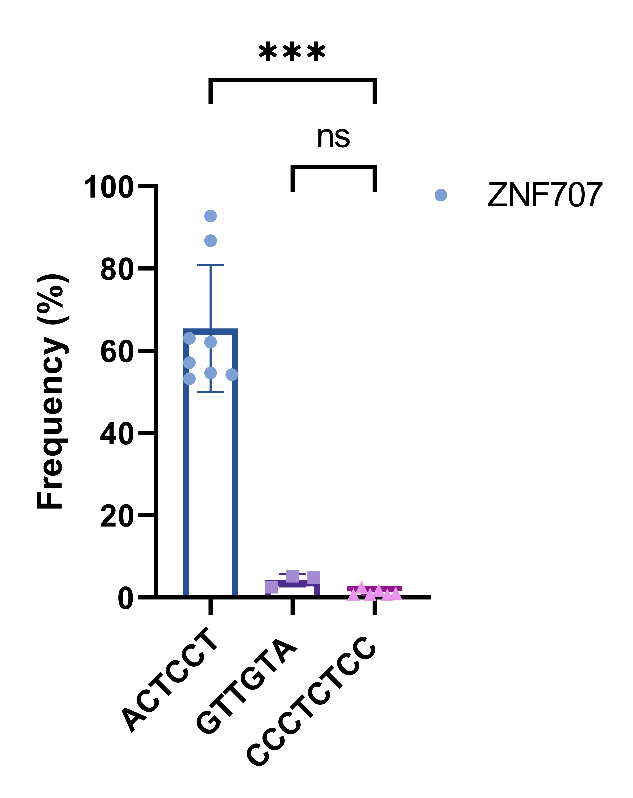 ***
ns
ZNF707
Frequency (%)
100
80
60
40
20
0
ACTCCT
GTTGTA
CCCTCTCC